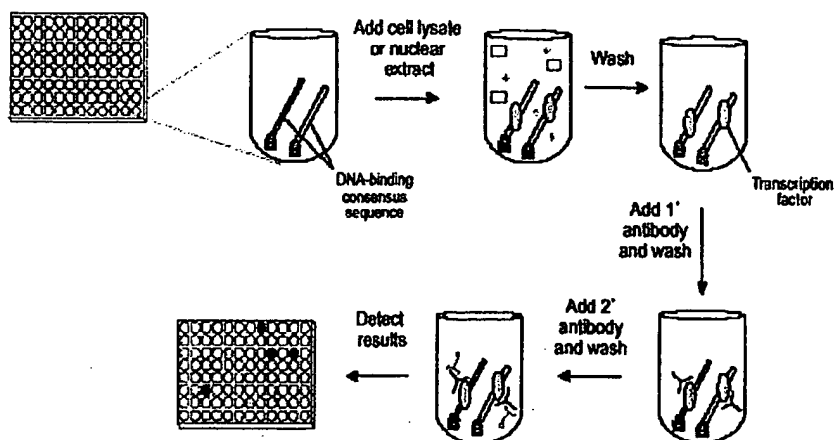 Add cell lysate
or nuclear
extract
Wash
DNA-binding
consensus
sequence
Transcription
factor
Add 1°
antibody
and wash
Add 2°
antibody
and wash
Detect
results